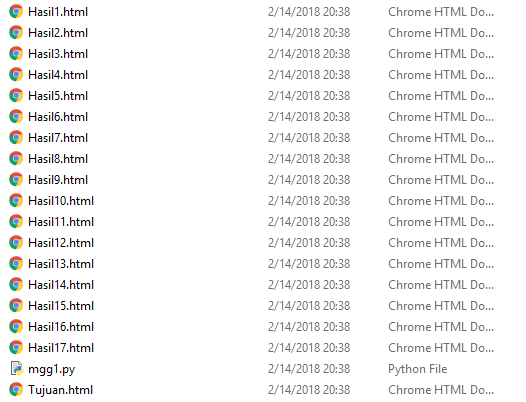 Hasil1.html 2/14/2018 20:38 Chrome HTML Do...
Hasil2.html 2/14/2018 20:38 Chrome HTML Do...
Hasil3.html 2/14/2018 20:38 Chrome HTML Do...
Hasil4.html 2/14/2018 20:38 Chrome HTML Do...
Hasil5.html 2/14/2018 20:38 Chrome HTML Do...
Hasil6.html 2/14/2018 20:38 Chrome HTML Do...
Hasil7.html 2/14/2018 20:38 Chrome HTML Do...
Hasil8.html 2/14/2018 20:38 Chrome HTML Do...
Hasil9.html 2/14/2018 20:38 Chrome HTML Do...
Hasil10.html 2/14/2018 20:38 Chrome HTML Do...
Hasil11.html 2/14/2018 20:38 Chrome HTML Do...
Hasil12.html 2/14/2018 20:38 Chrome HTML Do...
Hasil13.html 2/14/2018 20:38 Chrome HTML Do...
Hasil14.html 2/14/2018 20:38 Chrome HTML Do...
Hasil15.html 2/14/2018 20:38 Chrome HTML Do...
Hasil16.html 2/14/2018 20:38 Chrome HTML Do...
Hasil17.html 2/14/2018 20:38 Chrome HTML Do...
mgg1.py 2/14/2018 20:38 Python File
Tujuan.html 2/14/2018 20:38 Chrome HTML Do...